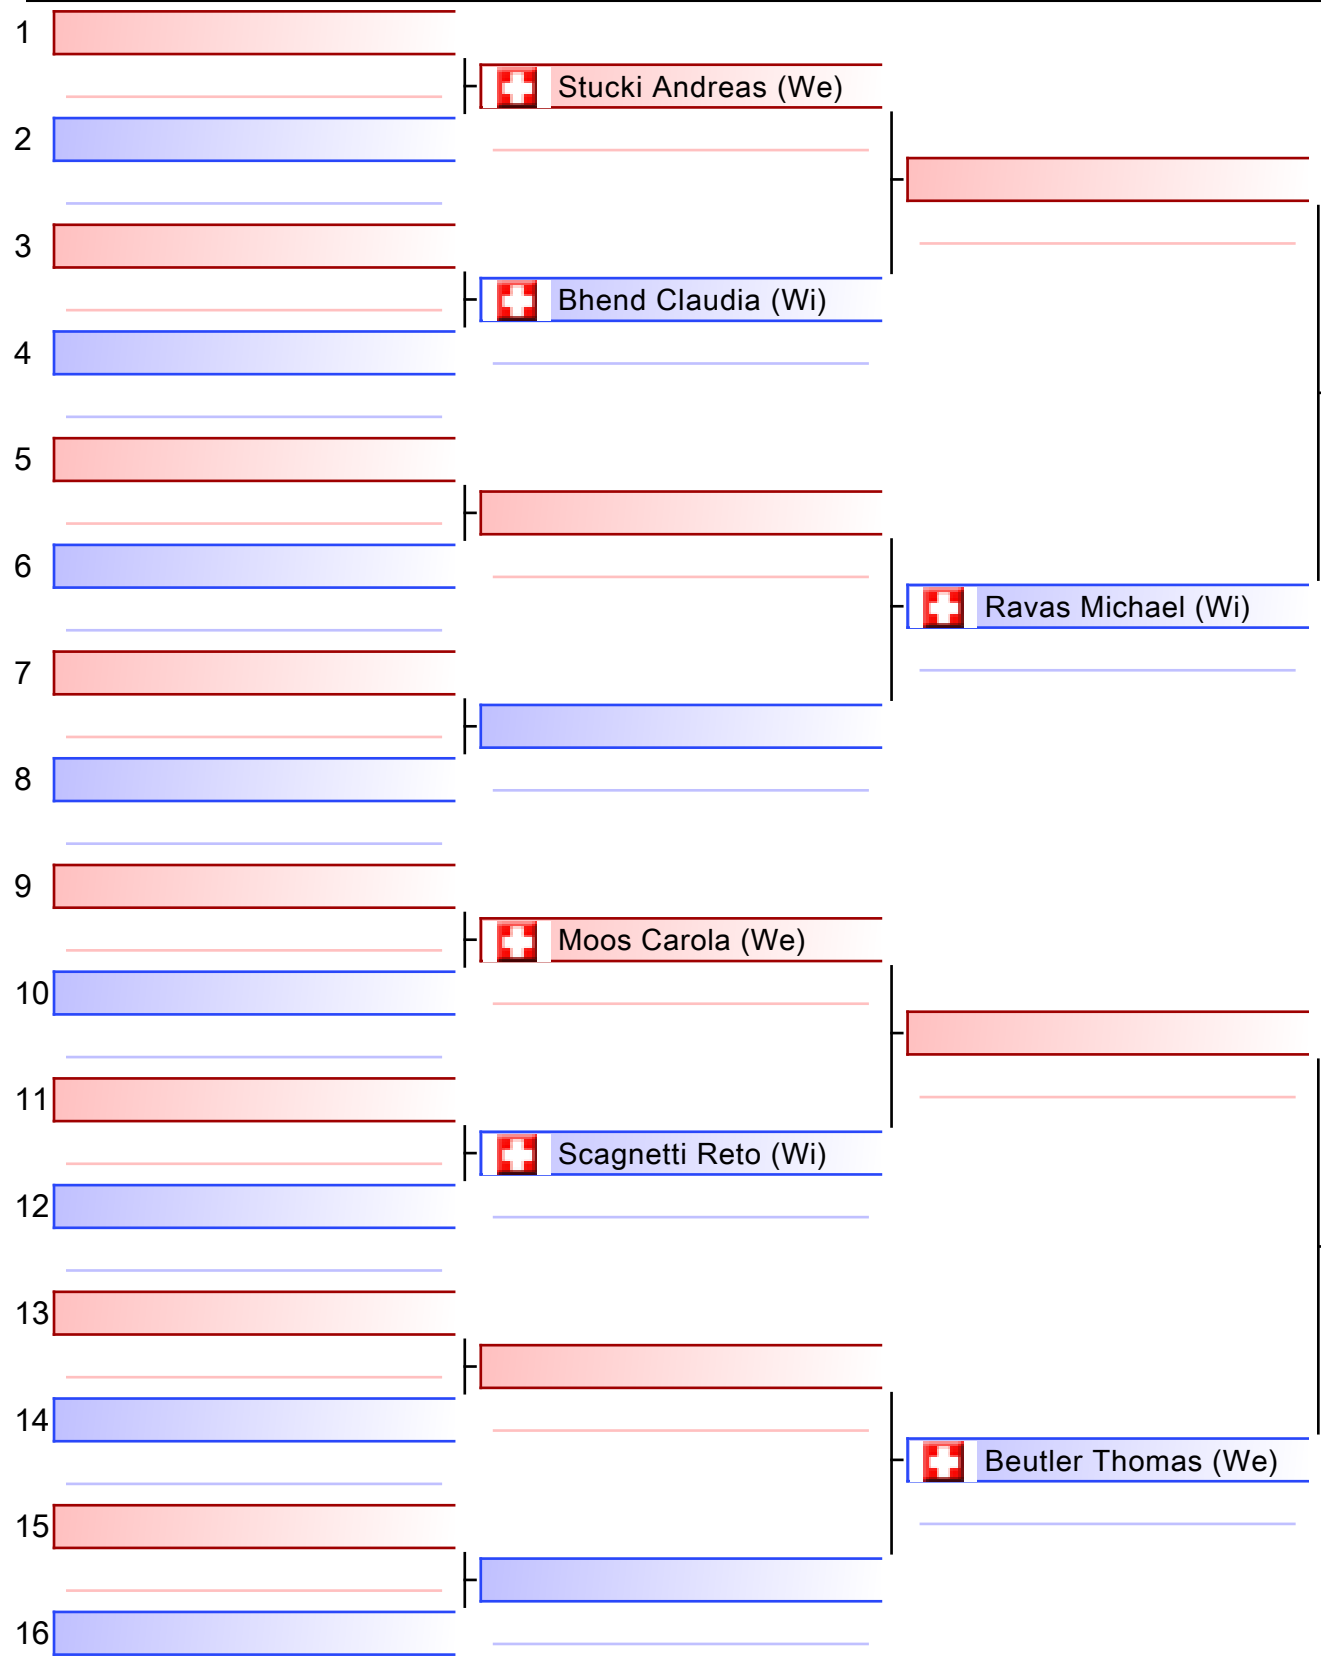 1
Stucki Andreas (We)
2
3
Bhend Claudia (Wi)
4
5
6
Ravas Michael (Wi)
7
8
9
Moos Carola (We)
10
11
Scagnetti Reto (Wi)
12
13
14
Beutler Thomas (We)
15
16